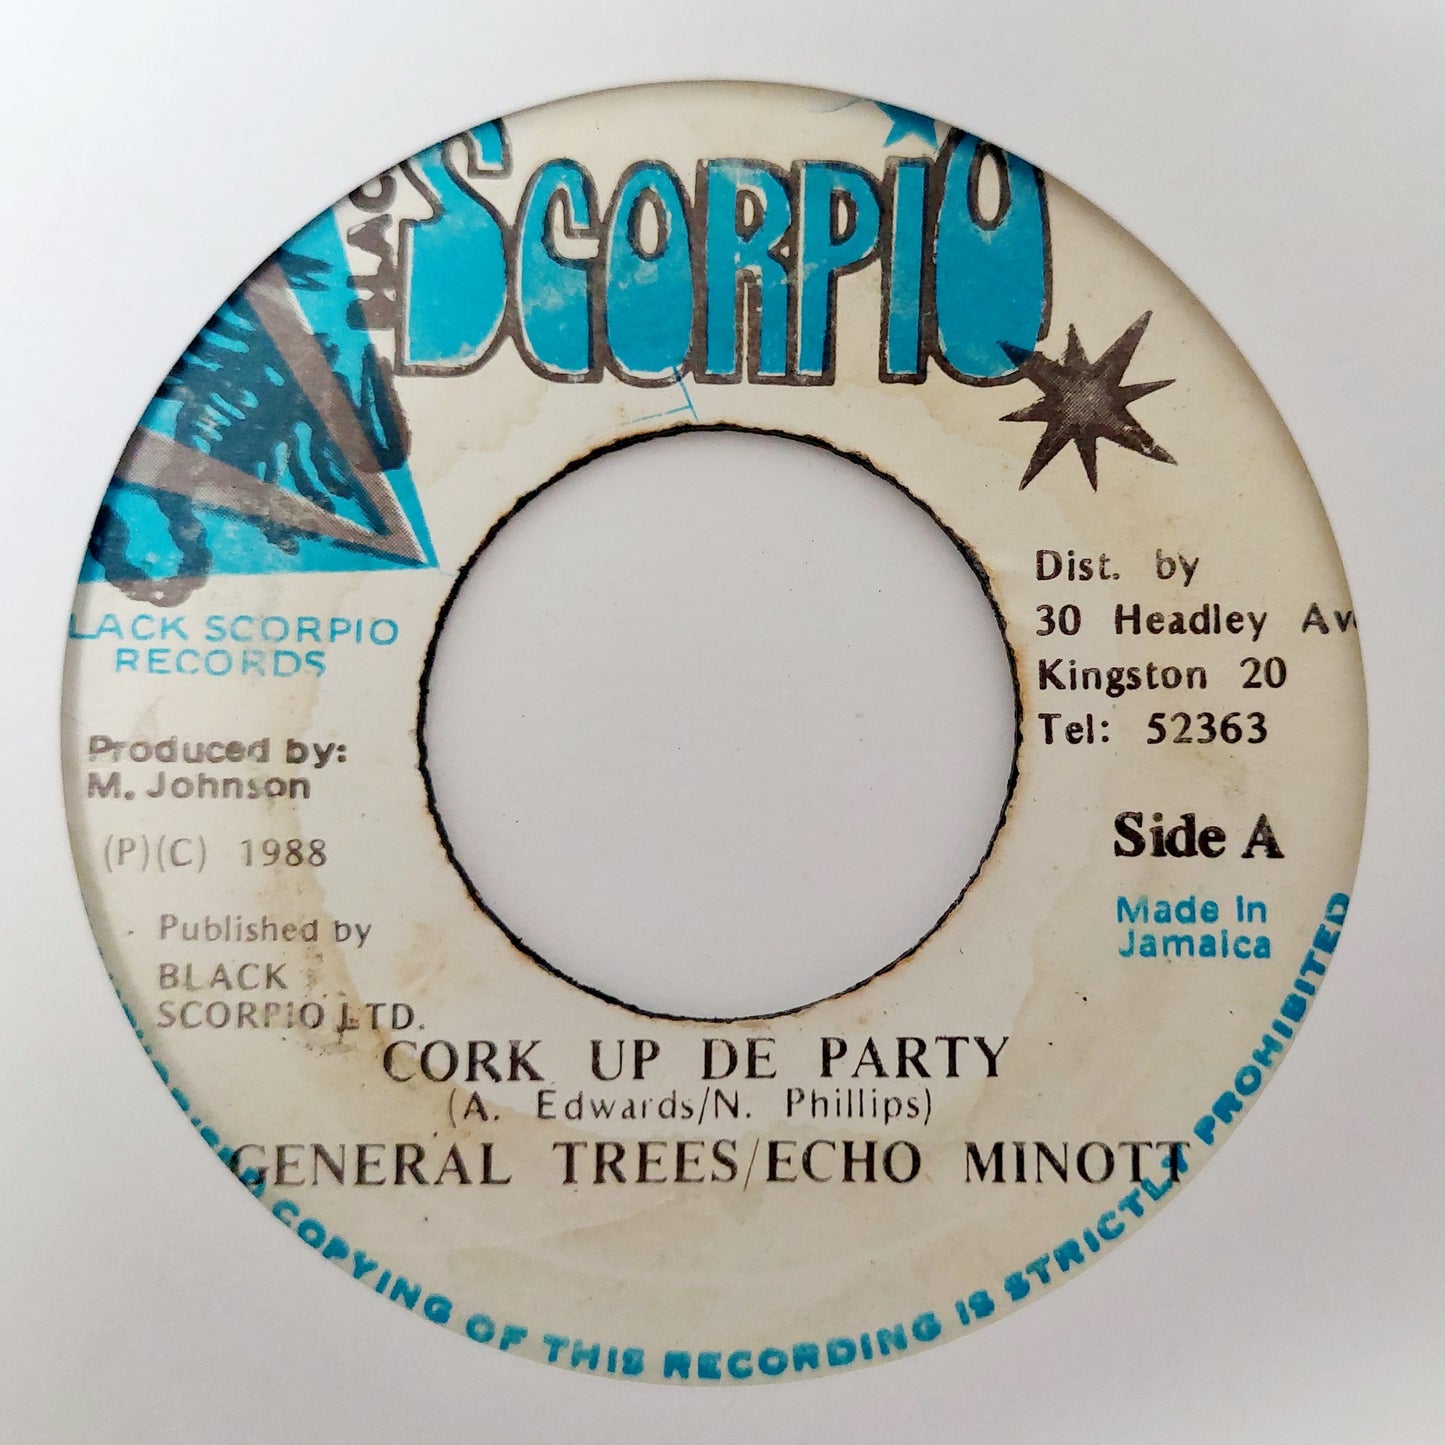 LAC
SCORPIO
LACK SCORPIO
RECORDS
Produced by:
M. Johnson
(P)(C) 1988
Published by
BLACK
SCORPIO LTD.
Dist. by
30 Headley Av
Kingston 20
Tel: 52363
Side A
Made In
Jamaica
CORK UP DE PARTY
(A. Edwards/N. Phillips)
GENERAL TREES/ECHO MINOTT
COPYING OF THIS RECORDING IS STRICTLY PROHIBITED